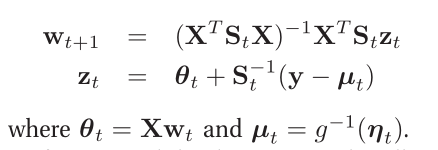 w_{t+1} = (X^T S_t X)^{-1} X^T S_t z_t
z_t = θ_t + S_t^{-1}(y − μ_t)
where θ_t = Xw_t and μ_t = g^{-1}(η_t).